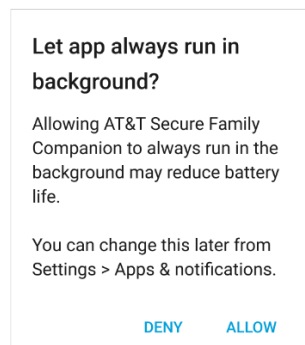 Let app always run in
background?
Allowing AT&T Secure Family
Companion to always run in the
background may reduce battery
life.
You can change this later from
Settings > Apps & notifications.
DENY ALLOW